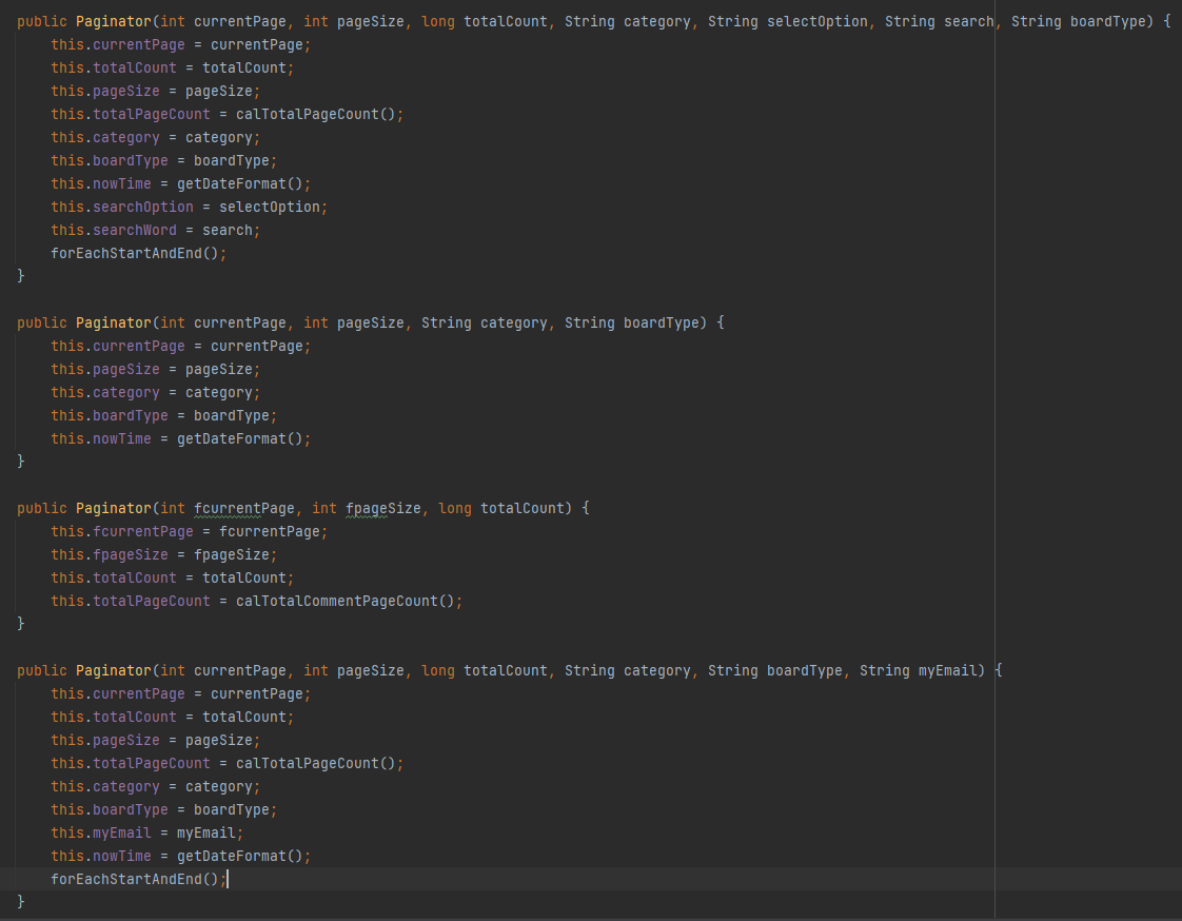 public Paginator(int currentPage, int pageSize, long totalCount, String category, String selectOption, String search, String boardType) {
    this.currentPage = currentPage;
    this.totalCount = totalCount;
    this.pageSize = pageSize;
    this.totalPageCount = calTotalPageCount();
    this.category = category;
    this.boardType = boardType;
    this.nowTime = getDateFormat();
    this.searchOption = selectOption;
    this.searchWord = search;
    forEachStartAndEnd();
}

public Paginator(int currentPage, int pageSize, String category, String boardType) {
    this.currentPage = currentPage;
    this.pageSize = pageSize;
    this.category = category;
    this.boardType = boardType;
    this.nowTime = getDateFormat();
}

public Paginator(int fcurrentPage, int fpageSize, long totalCount) {
    this.fcurrentPage = fcurrentPage;
    this.fpageSize = fpageSize;
    this.totalCount = totalCount;
    this.totalPageCount = calTotalCommentPageCount();
}

public Paginator(int currentPage, int pageSize, long totalCount, String category, String boardType, String myEmail) {
    this.currentPage = currentPage;
    this.totalCount = totalCount;
    this.pageSize = pageSize;
    this.totalPageCount = calTotalPageCount();
    this.category = category;
    this.boardType = boardType;
    this.myEmail = myEmail;
    this.nowTime = getDateFormat();
    forEachStartAndEnd();
}